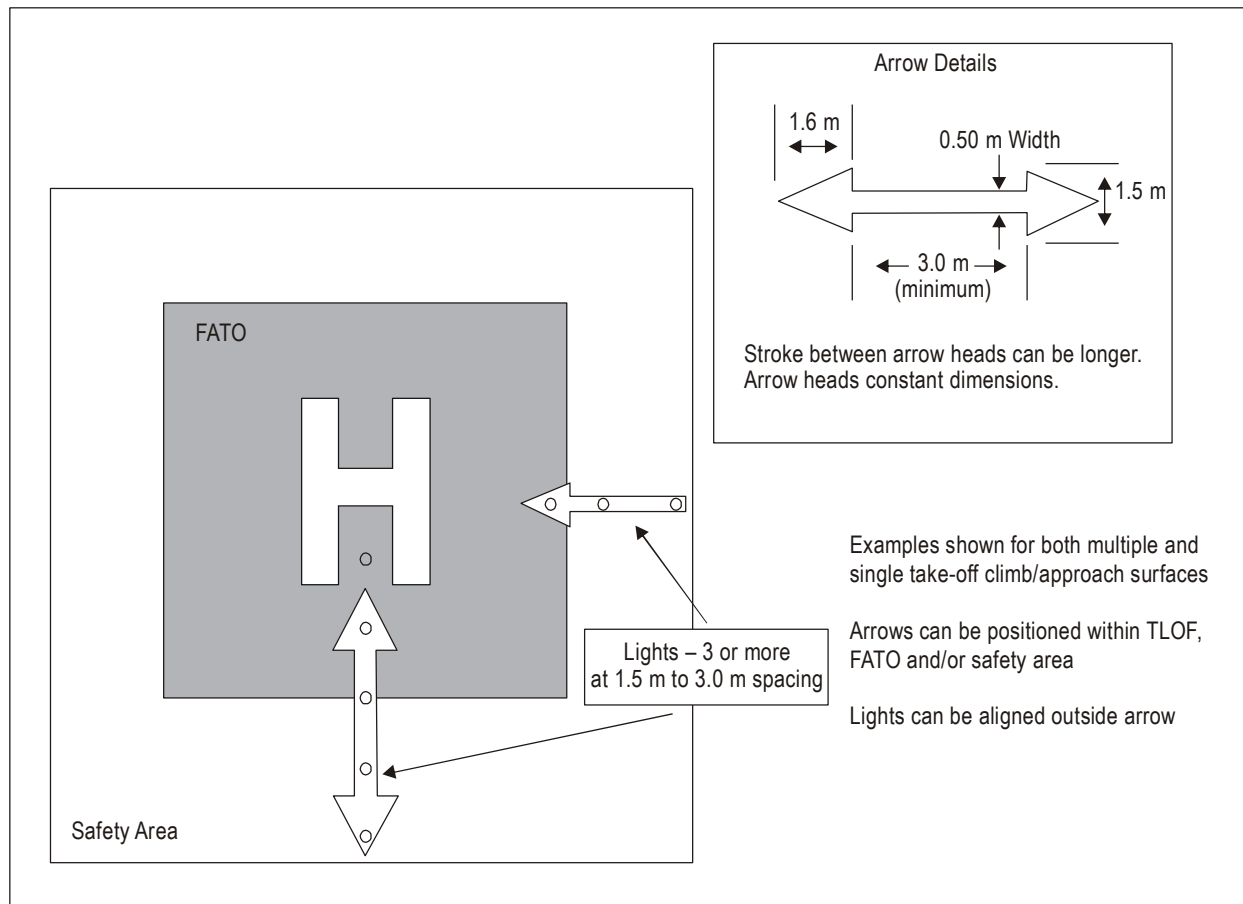 Arrow Details
1.6 m
0.50 m Width
1.5 m
3.0 m
(minimum)
Stroke between arrow heads can be longer.
Arrow heads constant dimensions.
FATO
H
Examples shown for both multiple and
single take-off climb/approach surfaces
Arrows can be positioned within TLOF,
FATO and/or safety area
Lights can be aligned outside arrow
Lights – 3 or more
at 1.5 m to 3.0 m spacing
Safety Area